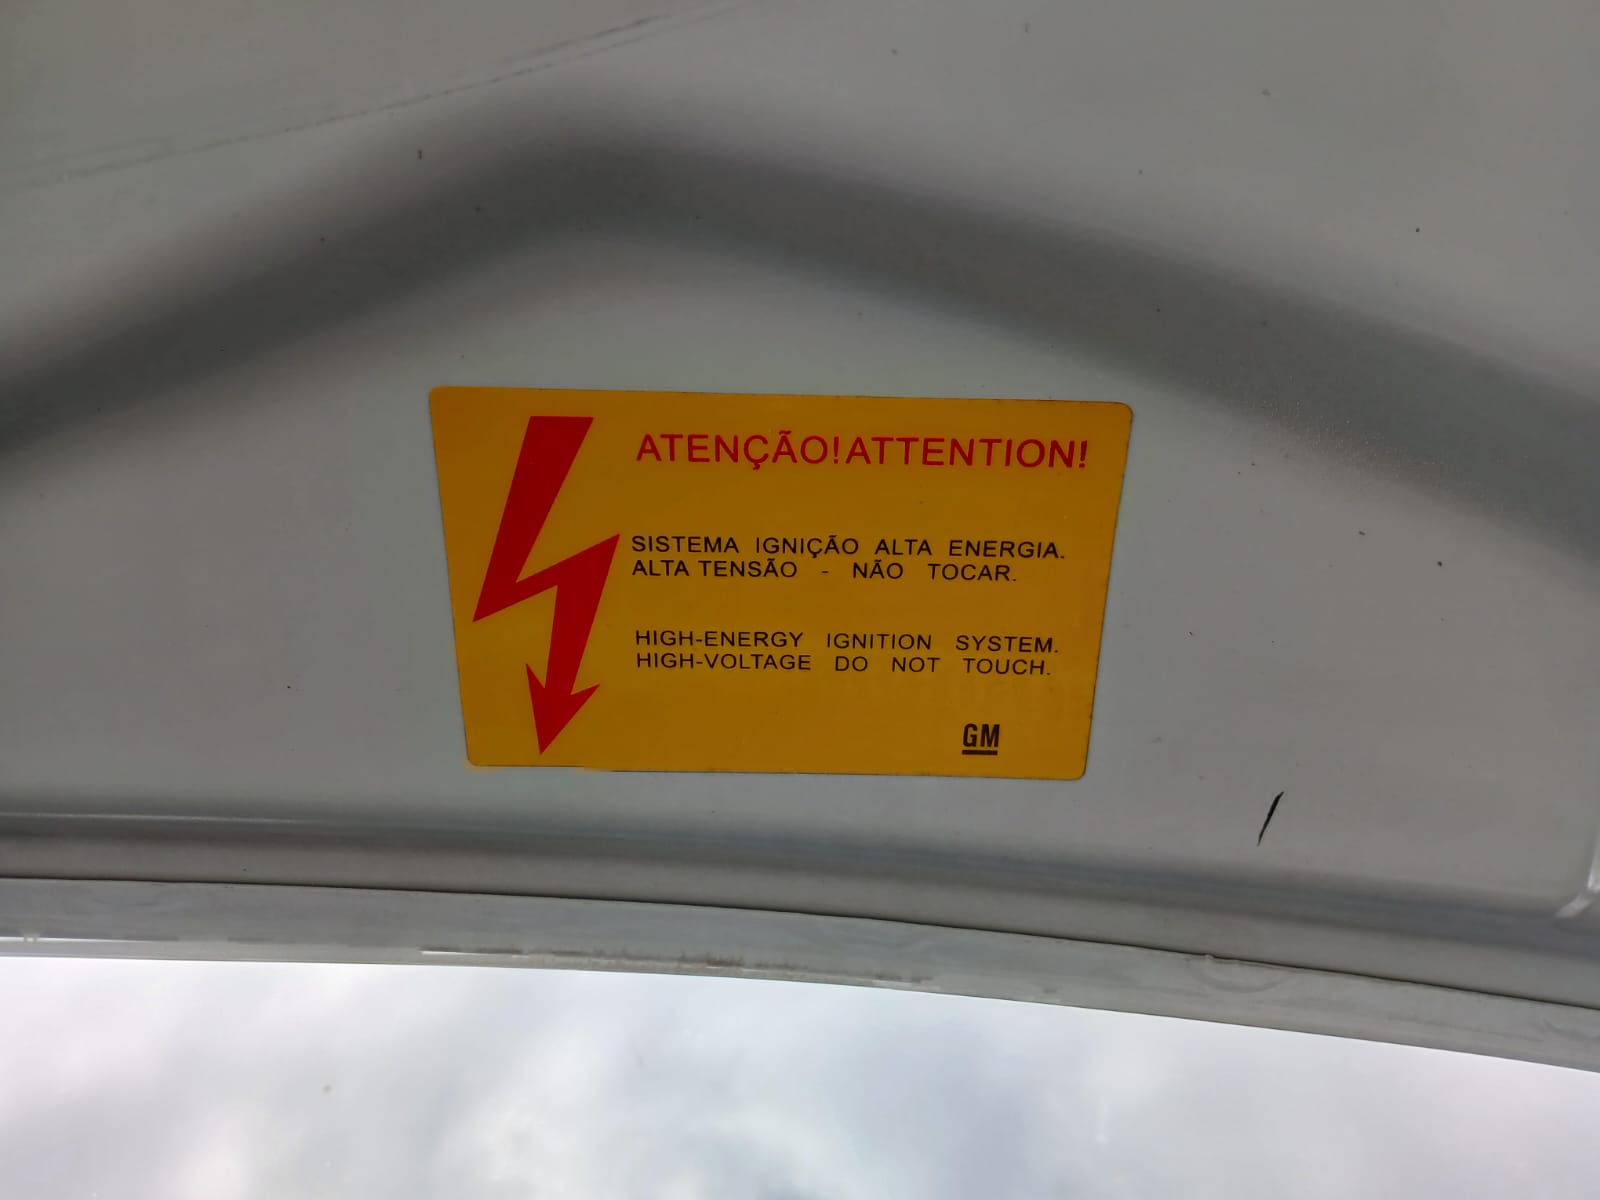 ATENÇÃO! ATTENTION!
SISTEMA IGNIÇÃO ALTA ENERGIA.
ALTA TENSÃO - NÃO TOCAR.
HIGH-ENERGY IGNITION SYSTEM.
HIGH-VOLTAGE DO NOT TOUCH.
GM